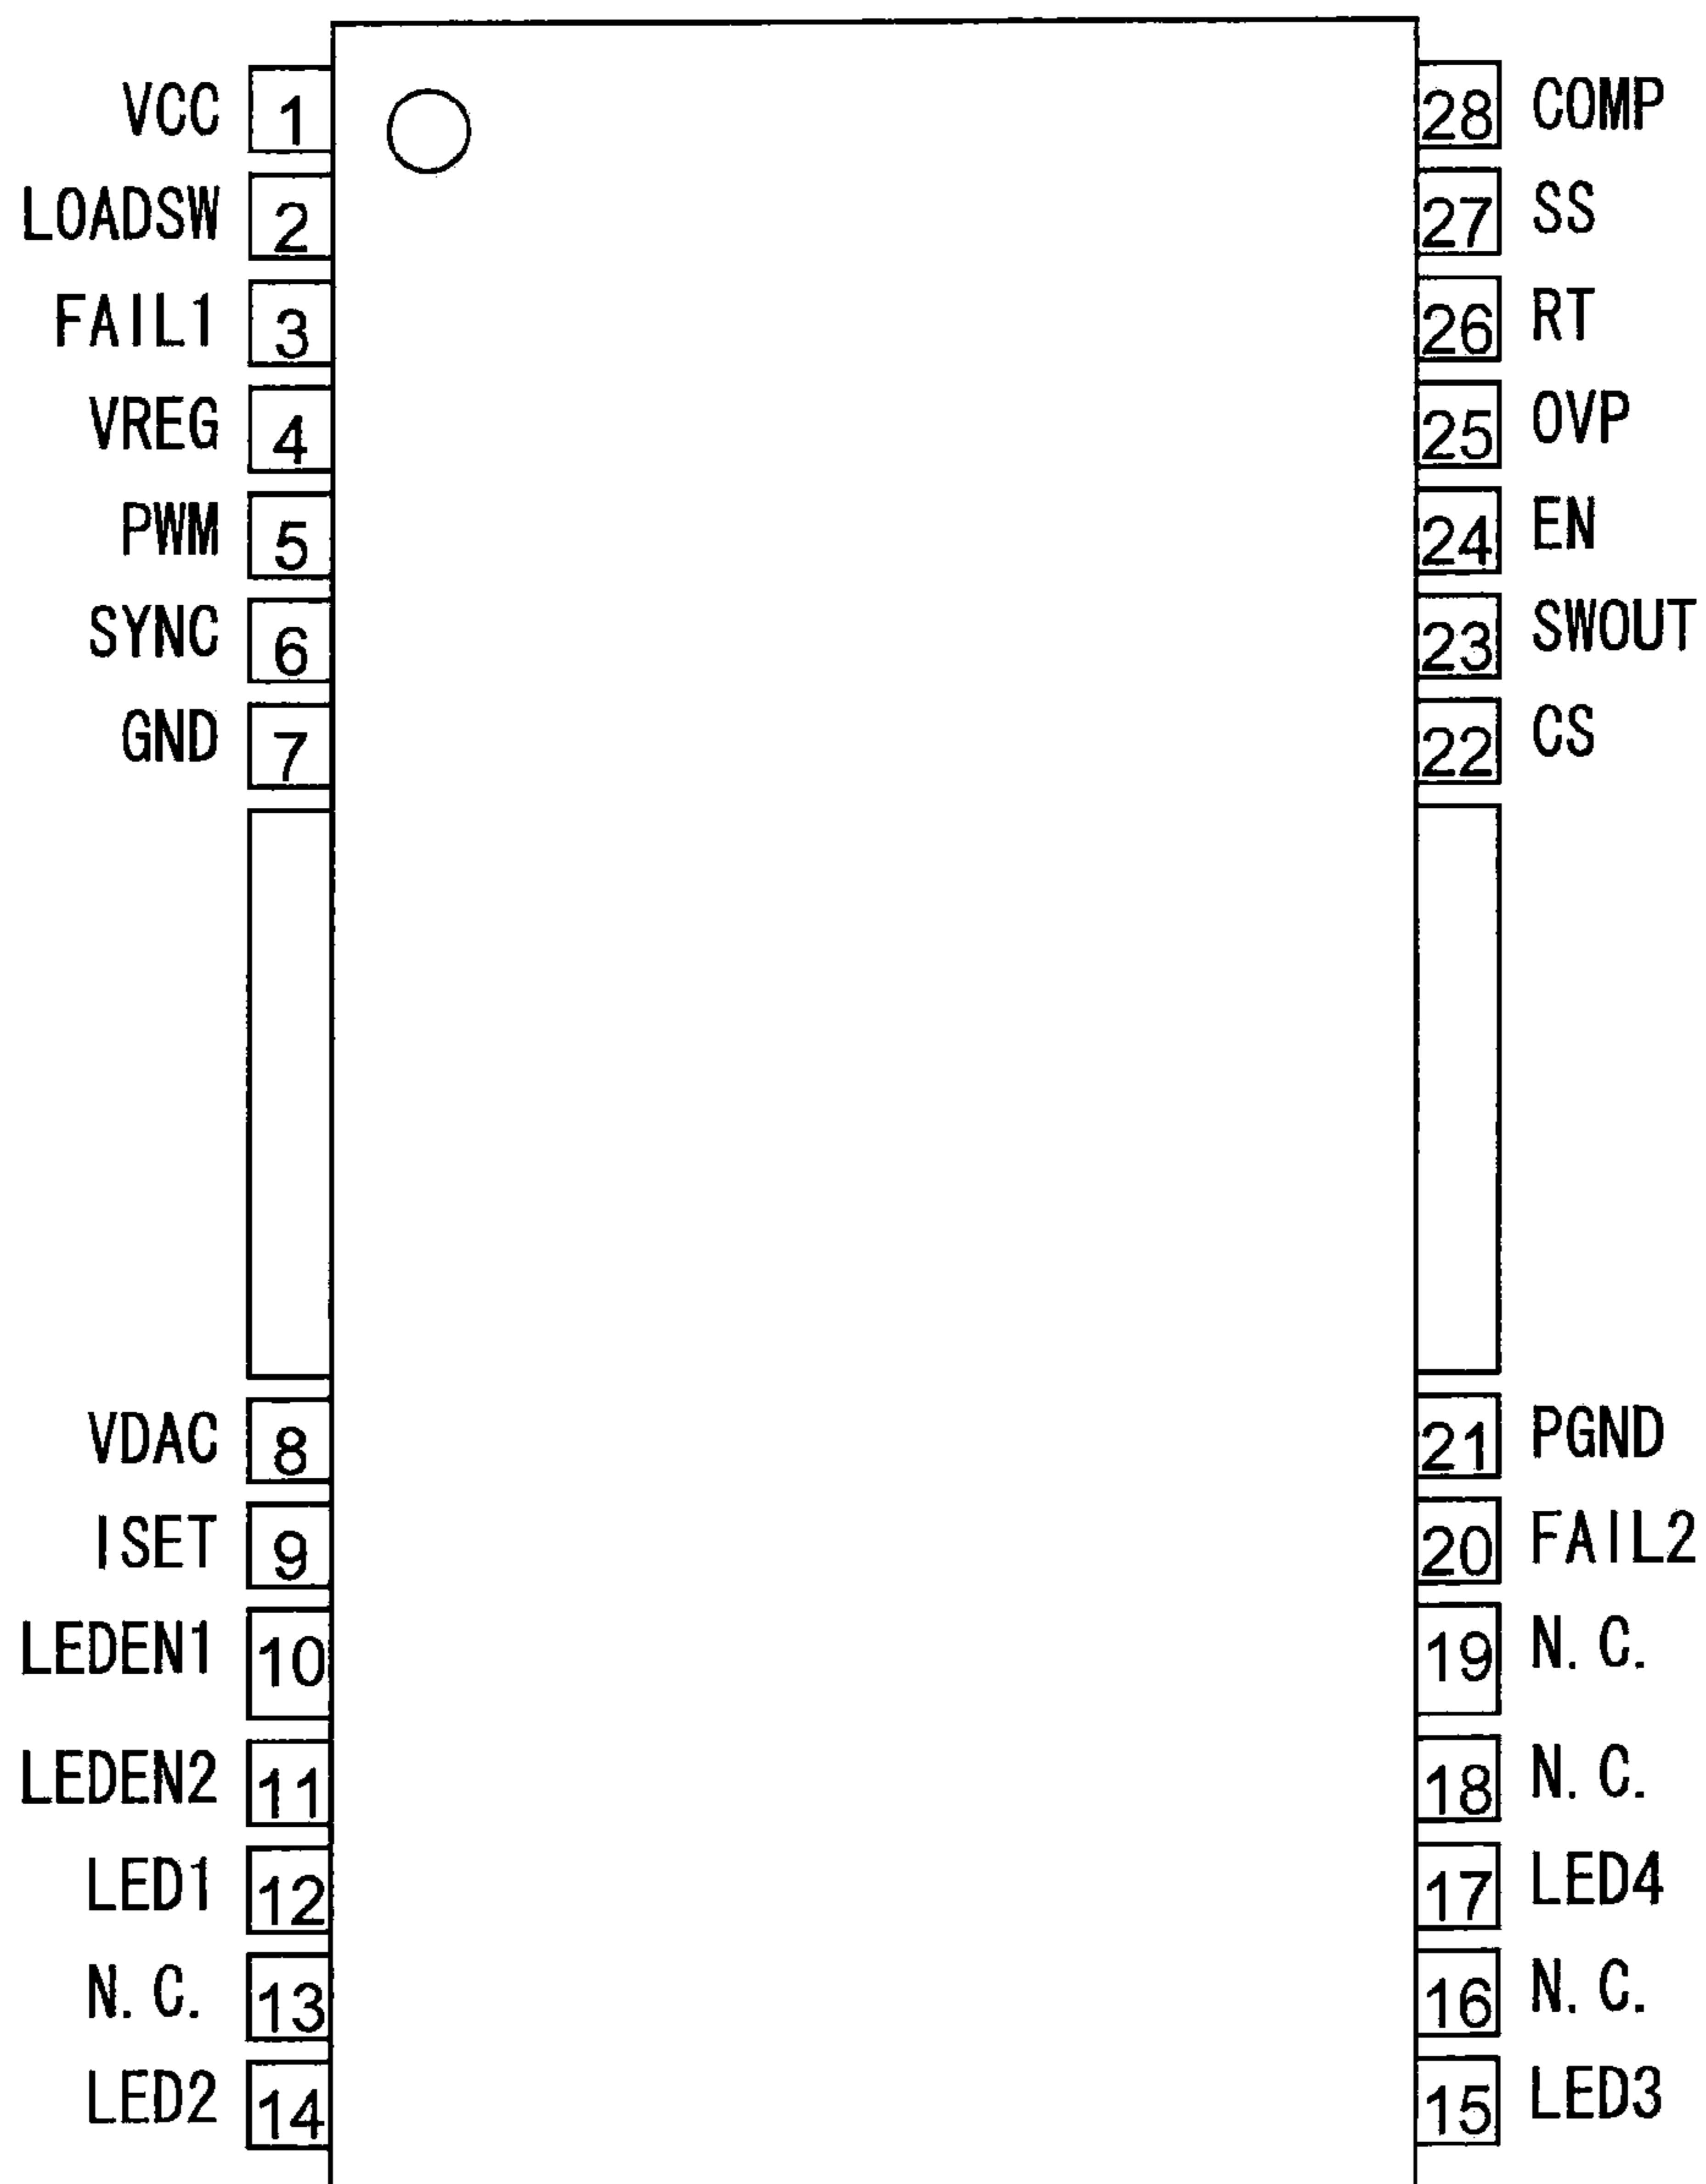 VCC 1 28 COMP
LOADSW 2 27 SS
FAIL1 3 26 RT
VREG 4 25 OVP
PWM 5 24 EN
SYNC 6 23 SWOUT
GND 7 22 CS
VDAC 8 21 PGND
ISET 9 20 FAIL2
LEDEN1 10 19 N.C.
LEDEN2 11 18 N.C.
LED1 12 17 LED4
N.C. 13 16 N.C.
LED2 14 15 LED3